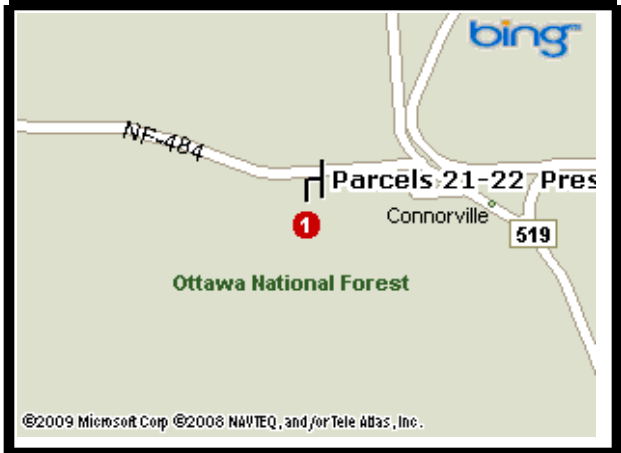 bing™
NF-484
Parcels 21-22 Pres
1
Connorville
519
Ottawa National Forest
©2009 Microsoft Corp ©2008 NAVTEQ, and/or Tele Atlas, Inc.